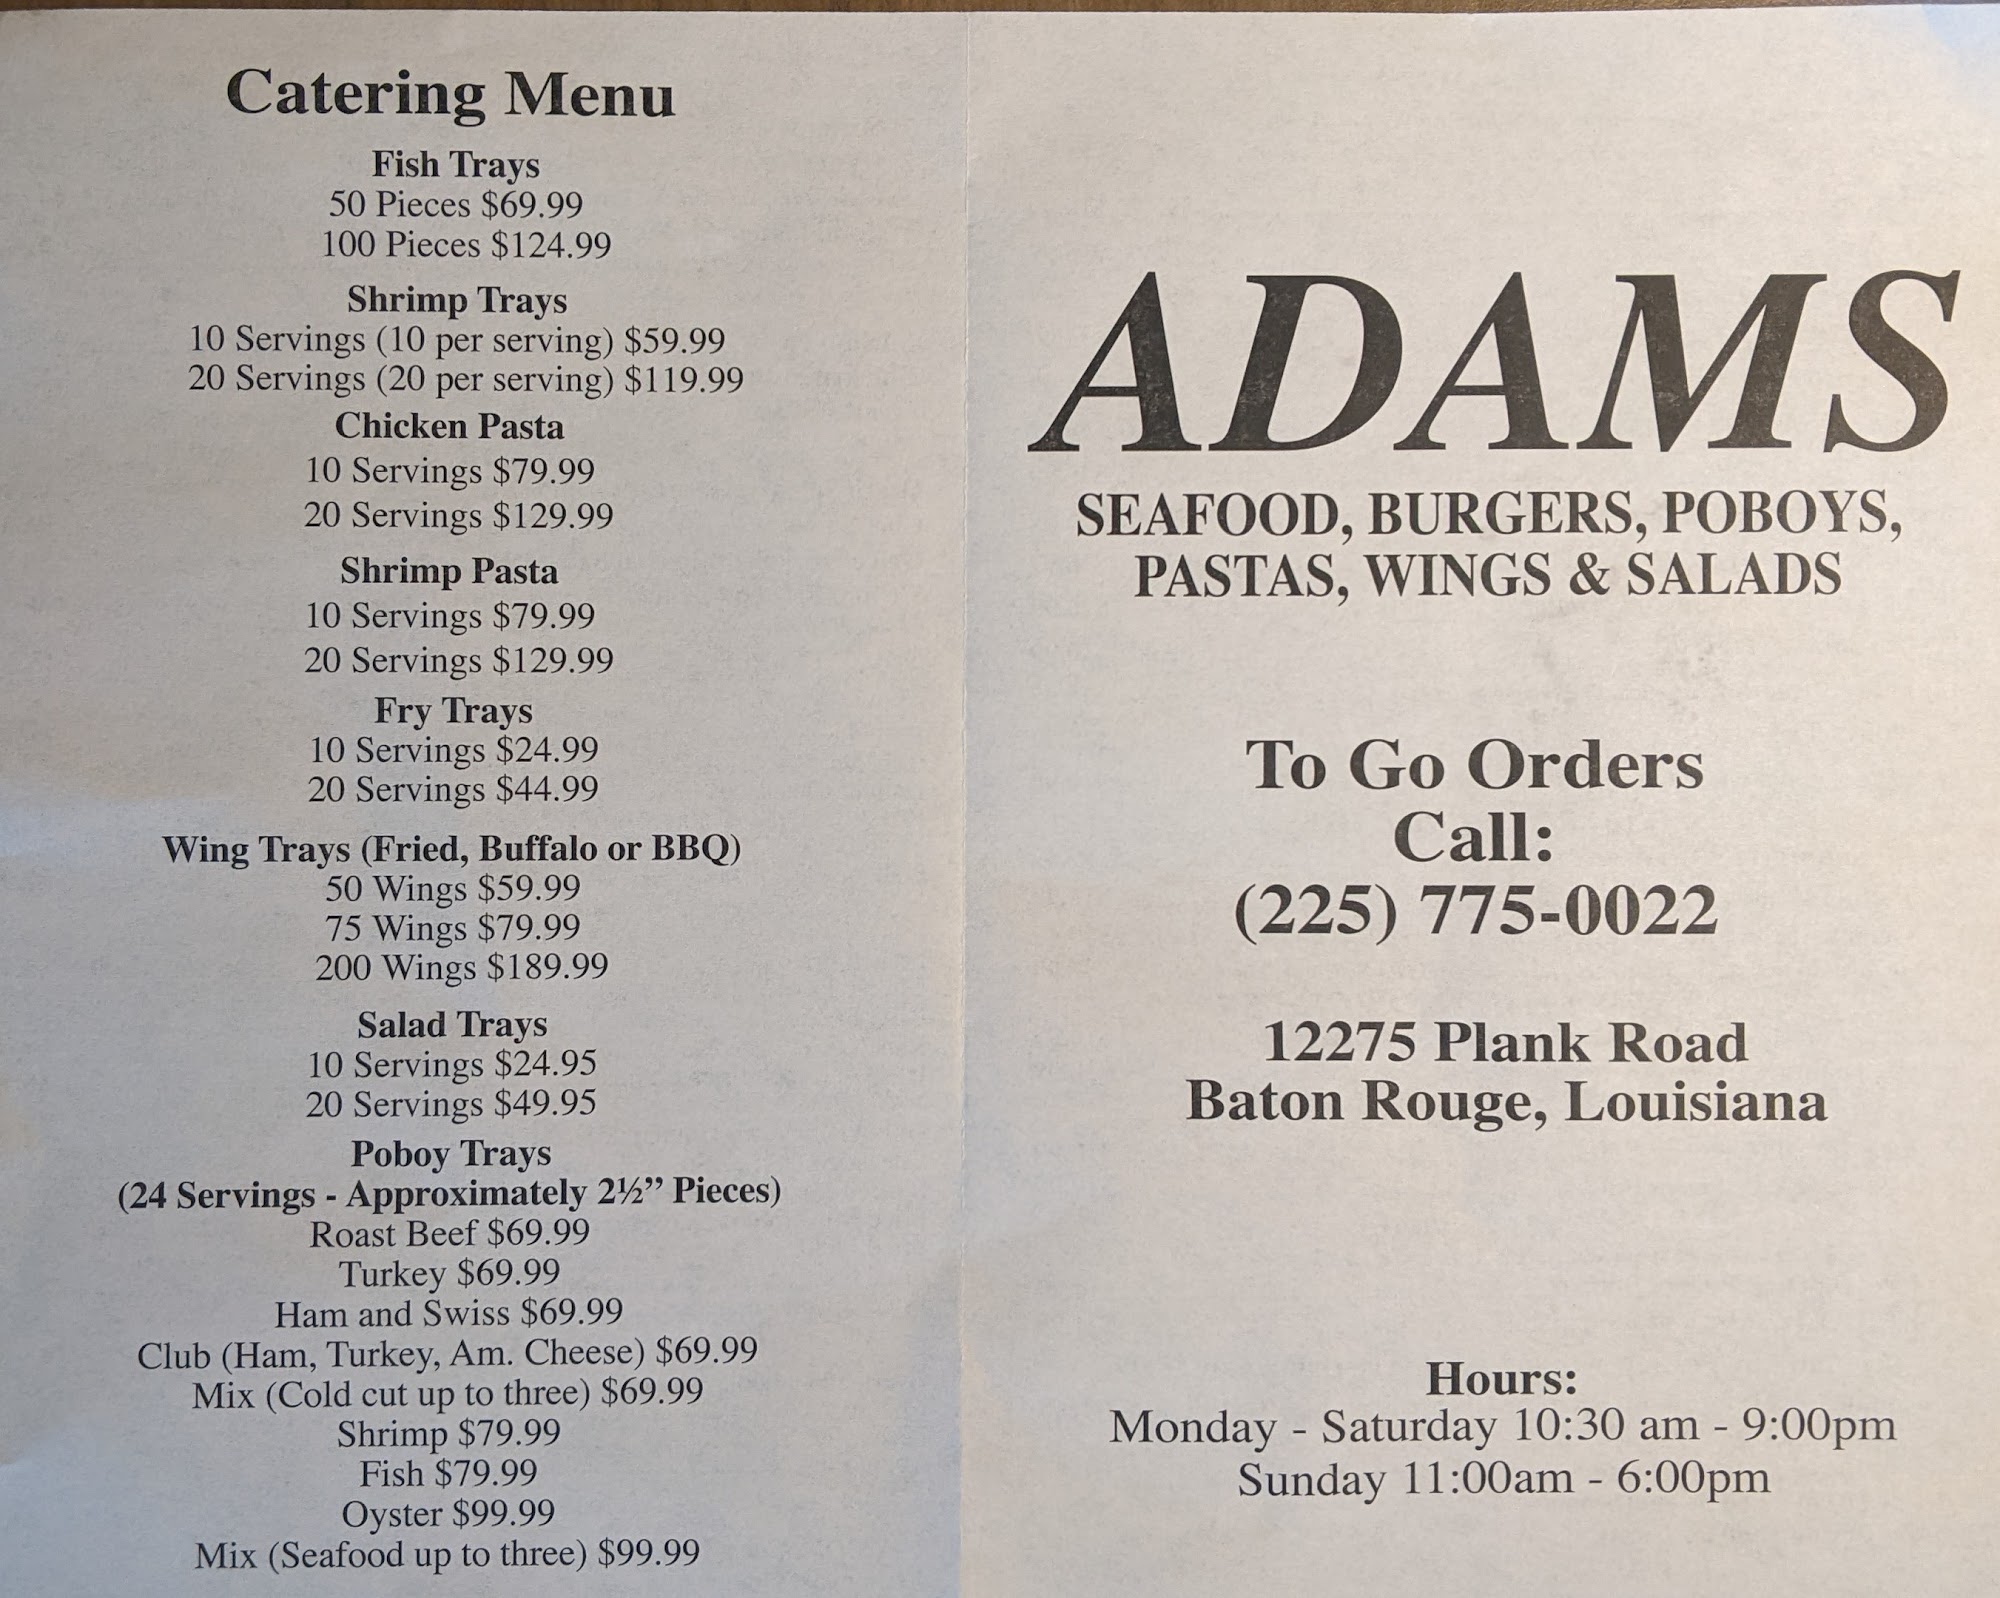 Catering Menu
Fish Trays
50 Pieces $69.99
100 Pieces $124.99
Shrimp Trays
10 Servings (10 per serving) $59.99
20 Servings (20 per serving) $119.99
Chicken Pasta
10 Servings $79.99
20 Servings $129.99
Shrimp Pasta
10 Servings $79.99
20 Servings $129.99
Fry Trays
10 Servings $24.99
20 Servings $44.99
Wing Trays (Fried, Buffalo or BBQ)
50 Wings $59.99
75 Wings $79.99
200 Wings $189.99
Salad Trays
10 Servings $24.95
20 Servings $49.95
Poboy Trays
(24 Servings - Approximately 2½” Pieces)
Roast Beef $69.99
Turkey $69.99
Ham and Swiss $69.99
Club (Ham, Turkey, Am. Cheese) $69.99
Mix (Cold cut up to three) $69.99
Shrimp $79.99
Fish $79.99
Oyster $99.99
Mix (Seafood up to three) $99.99
ADAMS
SEAFOOD, BURGERS, POBOYS,
PASTAS, WINGS & SALADS
To Go Orders
Call:
(225) 775-0022
12275 Plank Road
Baton Rouge, Louisiana
Hours:
Monday - Saturday 10:30 am - 9:00pm
Sunday 11:00am - 6:00pm